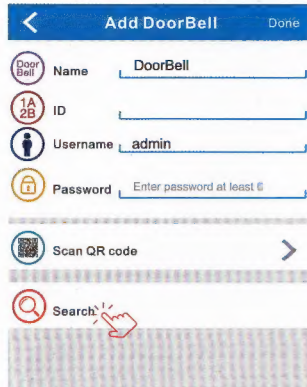 Add DoorBell Done
Door Bell Name DoorBell
1A 2B ID
Username admin
Password Enter password at least 6
Scan QR code
Search